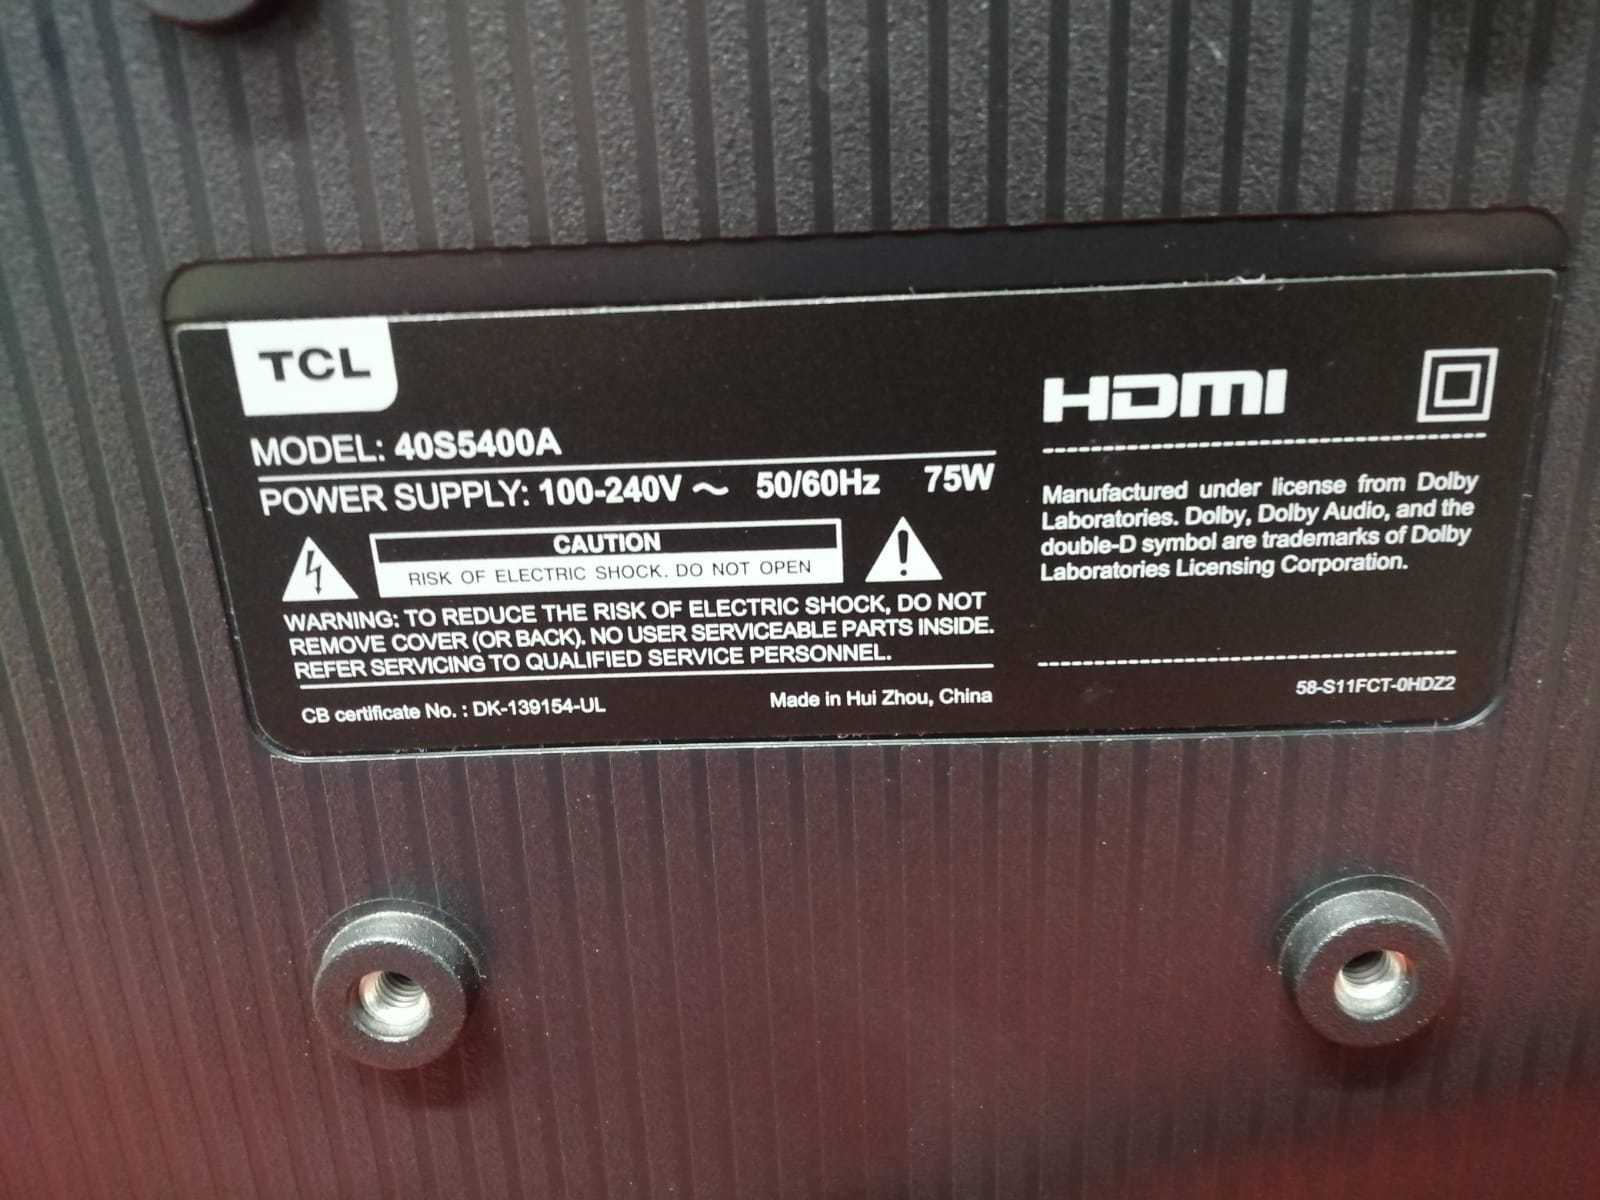 TCL
MODEL: 40S5400A
POWER SUPPLY: 100-240V ～ 50/60Hz 75W
CAUTION
RISK OF ELECTRIC SHOCK. DO NOT OPEN
WARNING: TO REDUCE THE RISK OF ELECTRIC SHOCK, DO NOT
REMOVE COVER (OR BACK). NO USER SERVICEABLE PARTS INSIDE.
REFER SERVICING TO QUALIFIED SERVICE PERSONNEL.
CB certificate No. : DK-139154-UL
Made in Hui Zhou, China
HDMI
Manufactured under license from Dolby
Laboratories. Dolby, Dolby Audio, and the
double-D symbol are trademarks of Dolby
Laboratories Licensing Corporation.
58-S11FCT-0HDZ2